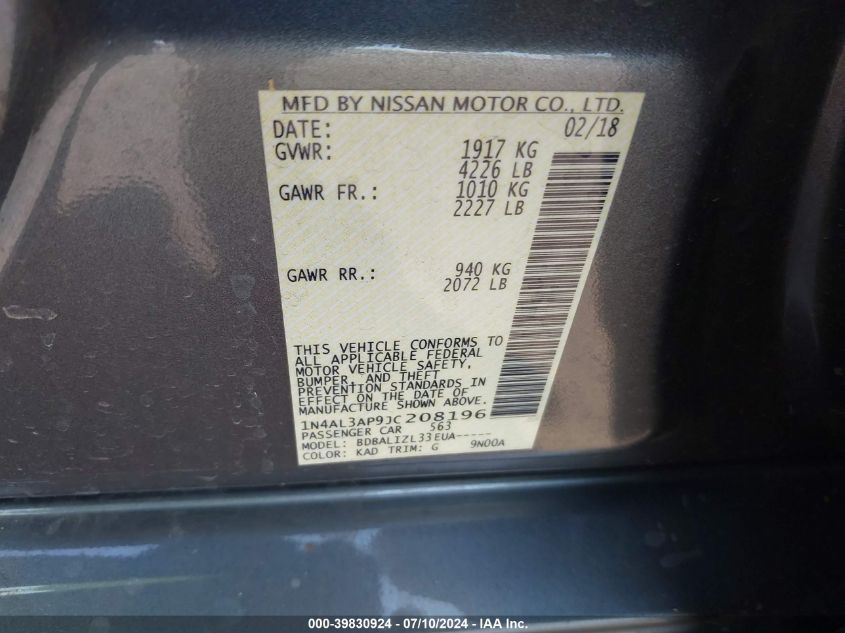 MFD BY NISSAN MOTOR CO., LTD.
DATE: 02/18
GVWR: 1917 KG
4226 LB
GAWR FR.: 1010 KG
2227 LB
GAWR RR.: 940 KG
2072 LB
THIS VEHICLE CONFORMS TO
ALL APPLICABLE FEDERAL
MOTOR VEHICLE SAFETY,
BUMPER, AND THEFT
PREVENTION STANDARDS IN
EFFECT ON THE DATE OF
MANUFACTURE SHOWN ABOVE.
1N4AL3AP9JC208196
PASSENGER CAR 563
MODEL: BDBALIZL33EUA-----
COLOR: KAD TRIM: G 9N00A
000-39830924 - 07/10/2024 - IAA, Inc.